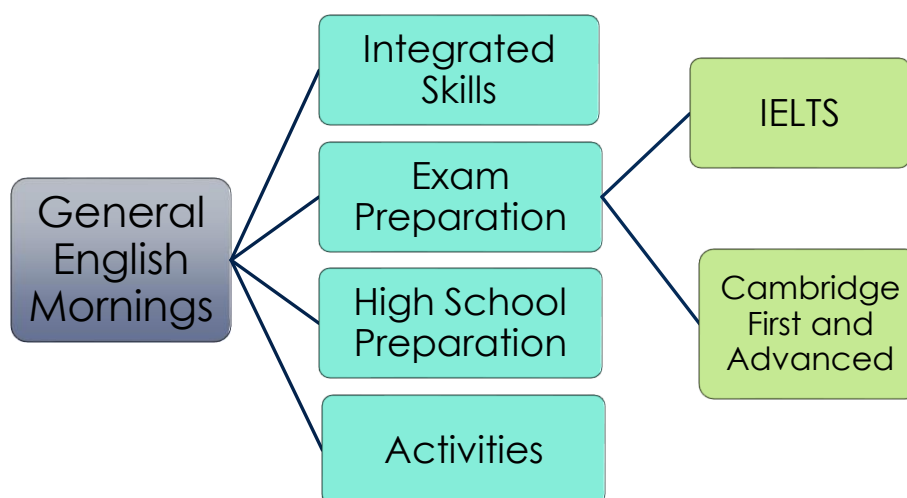 General
English
Mornings
Integrated
Skills
Exam
Preparation
High School
Preparation
Activities
IELTS
Cambridge
First and
Advanced